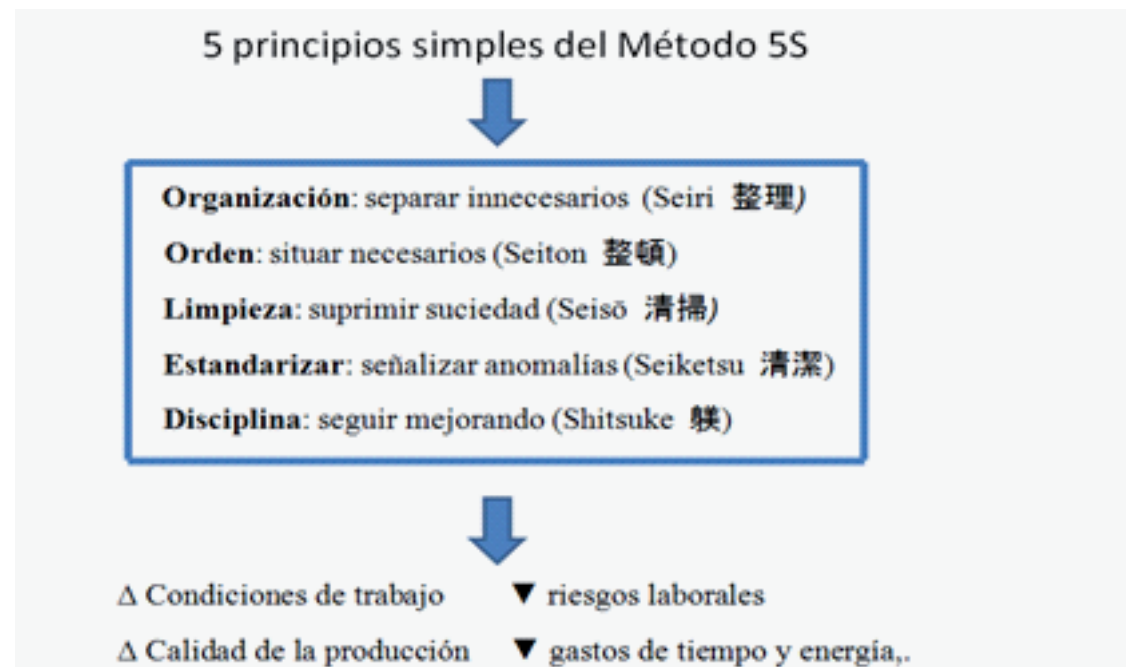 5 principios simples del Método 5S
Organización: separar innecesarios (Seiri 整理)
Orden: situar necesarios (Seiton 整頓)
Limpieza: suprimir suciedad (Seisō 清掃)
Estandarizar: señalizar anomalías (Seiketsu 清潔)
Disciplina: seguir mejorando (Shitsuke 躾)
Δ Condiciones de trabajo ▼ riesgos laborales
Δ Calidad de la producción ▼ gastos de tiempo y energía,.